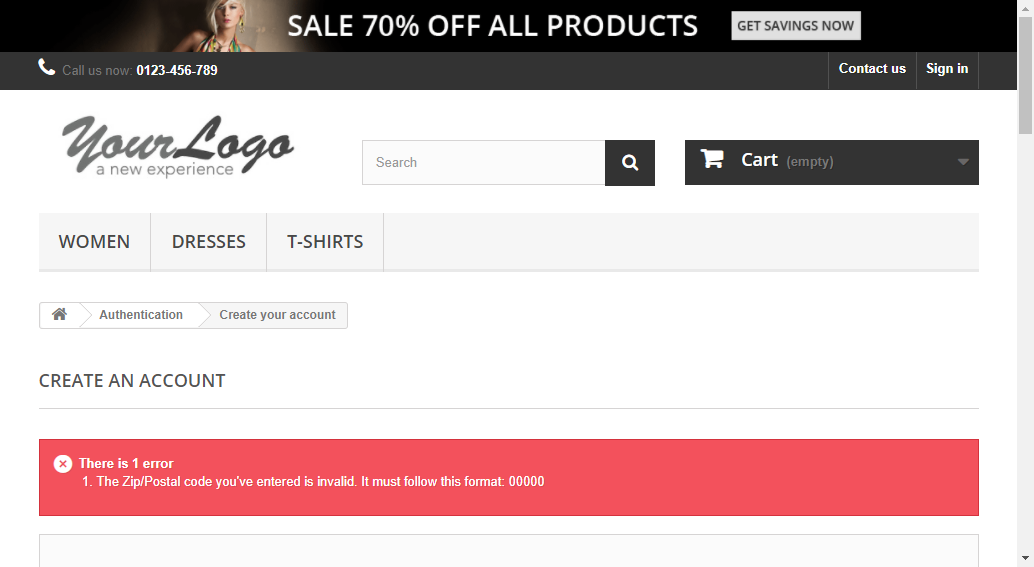 SALE 70% OFF ALL PRODUCTS GET SAVINGS NOW
Call us now: 0123-456-789 Contact us Sign in
YourLogo
a new experience
Search Cart (empty)
WOMEN DRESSES T-SHIRTS
Authentication Create your account
CREATE AN ACCOUNT
There is 1 error
1. The Zip/Postal code you've entered is invalid. It must follow this format: 00000